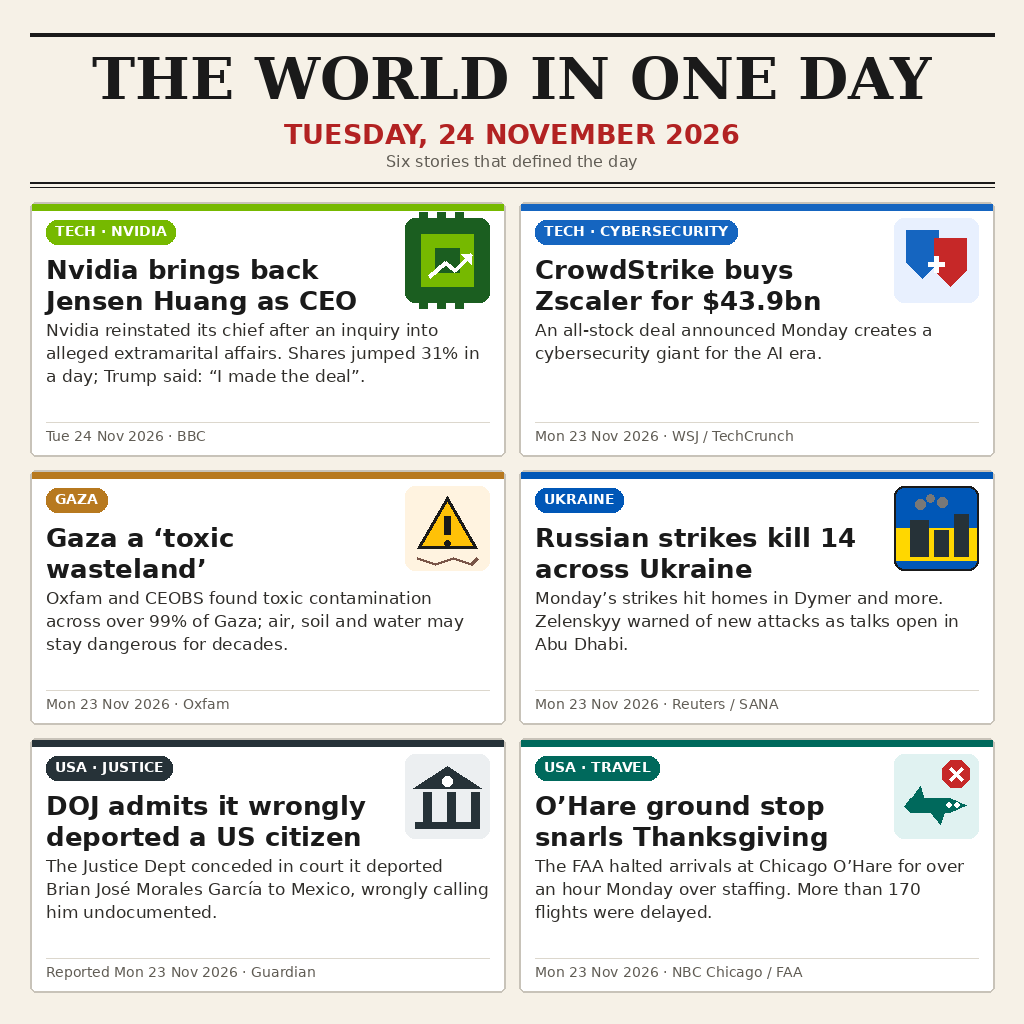 THE WORLD IN ONE DAY
TUESDAY, 24 NOVEMBER 2026
Six stories that defined the day
TECH · NVIDIA
Nvidia brings back
Jensen Huang as CEO
Nvidia reinstated its chief after an inquiry into
alleged extramarital affairs. Shares jumped 31% in
a day; Trump said: “I made the deal”.
Tue 24 Nov 2026 · BBC
TECH · CYBERSECURITY
CrowdStrike buys
Zscaler for $43.9bn
An all-stock deal announced Monday creates a
cybersecurity giant for the AI era.
Mon 23 Nov 2026 · WSJ / TechCrunch
GAZA
Gaza a ‘toxic
wasteland’
Oxfam and CEOBS found toxic contamination
across over 99% of Gaza; air, soil and water may
stay dangerous for decades.
Mon 23 Nov 2026 · Oxfam
UKRAINE
Russian strikes kill 14
across Ukraine
Monday’s strikes hit homes in Dymer and more.
Zelenskyy warned of new attacks as talks open in
Abu Dhabi.
Mon 23 Nov 2026 · Reuters / SANA
USA · JUSTICE
DOJ admits it wrongly
deported a US citizen
The Justice Dept conceded in court it deported
Brian José Morales García to Mexico, wrongly calling
him undocumented.
Reported Mon 23 Nov 2026 · Guardian
USA · TRAVEL
O’Hare ground stop
snarls Thanksgiving
The FAA halted arrivals at Chicago O’Hare for over
an hour Monday over staffing. More than 170
flights were delayed.
Mon 23 Nov 2026 · NBC Chicago / FAA